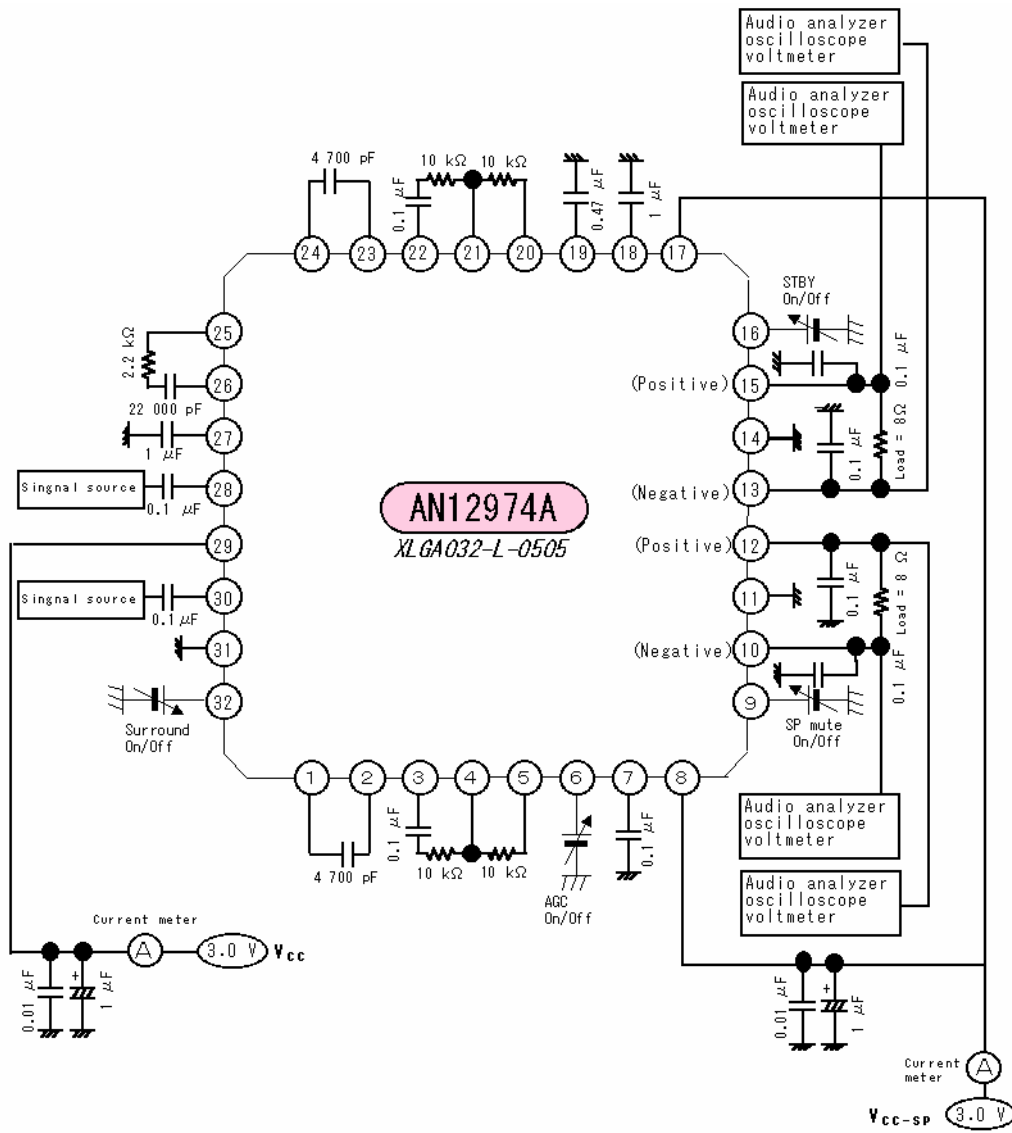 Audio analyzer
oscilloscope
voltmeter
Audio analyzer
oscilloscope
voltmeter
4 700 pF
10 kΩ
10 kΩ
0.1 μF
0.47 μF
1 μF
24
23
22
21
20
19
18
17
STBY
On/Off
25
2.2 kΩ
26
22 000 pF
27
1 μF
Singnal source
28
0.1 μF
29
Singnal source
30
0.1 μF
31
32
Surround
On/Off
AN12974A
XLGA032-L-0505
16
(Positive)
15
0.1 μF
14
0.1 μF
Load = 8Ω
(Negative)
13
(Positive)
12
11
0.1 μF
Load = 8 Ω
(Negative)
10
0.1 μF
9
SP mute
On/Off
1
2
3
4
5
6
7
8
4 700 pF
0.1 μF
10 kΩ
10 kΩ
0.1 μF
AGC
On/Off
Audio analyzer
oscilloscope
voltmeter
Audio analyzer
oscilloscope
voltmeter
Current meter
A
3.0 V
Vcc
0.01 μF
+
1 μF
0.01 μF
+
1 μF
Current
meter
A
Vcc-sp
3.0 V